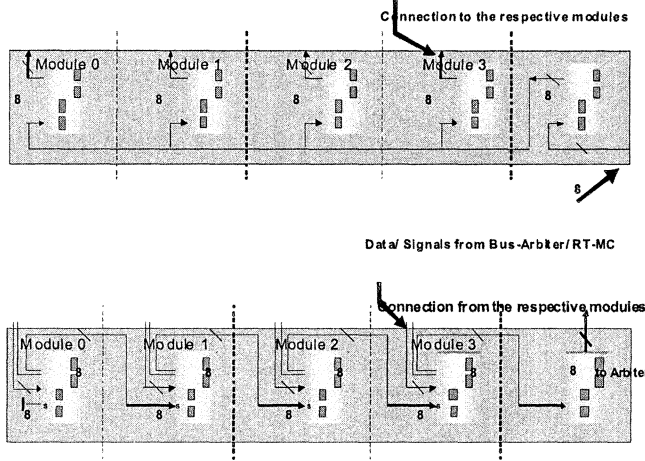 Connection to the respective modules
Module 0
Module 1
Module 2
Module 3
8
8
8
8
8
8
Data/ Signals from Bus-Arbiter/ RT-MC
Connection from the respective modules
Module 0
Module 1
Module 2
Module 3
8
8
8
8
8
to Arbiter
8
s
8
s
8
s
8
s